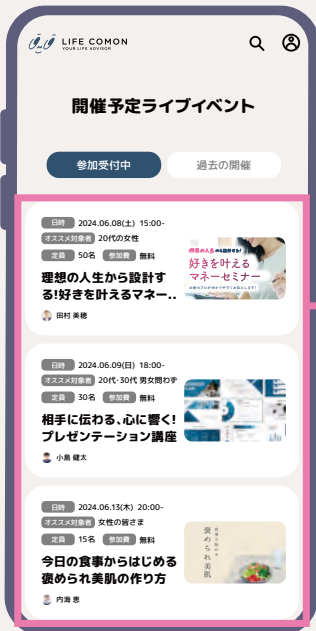 LIFE COMON
YOUR LIFE ADVISOR
開催予定ライブイベント
参加受付中 過去の開催
日時 2024.06.08(土) 15:00-
オススメ対象者 20代の女性
定員 50名 参加費 無料
理想の人生から設計す
る!好きを叶えるマネー..
田村 美穂
好きを叶える
マネーセミナー
日時 2024.06.09(日) 18:00-
オススメ対象者 20代・30代 男女問わず
定員 30名 参加費 無料
相手に伝わる、心に響く!
プレゼンテーション講座
小島 健太
日時 2024.06.13(木) 20:00-
オススメ対象者 女性の皆さま
定員 15名 参加費 無料
今日の食事からはじめる
褒められ美肌の作り方
内海 恵
褒められ美肌